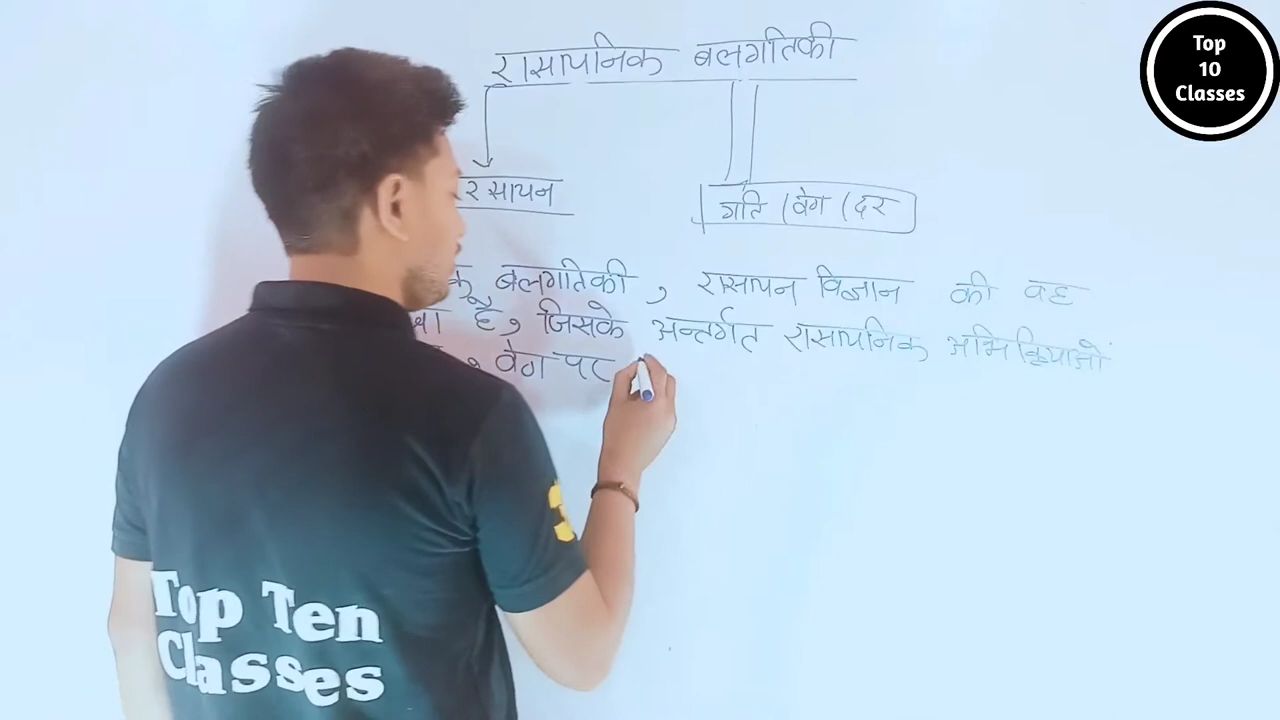 Top
10
Classes
रासायनिक बलगतिकी
रसायन
गति / वेग / दर
बलगतिकी , रासायन विज्ञान की वह
है, जिसके अन्तर्गत रासायनिक अभिक्रियाओं
, वेग पर
Top Ten
Classes